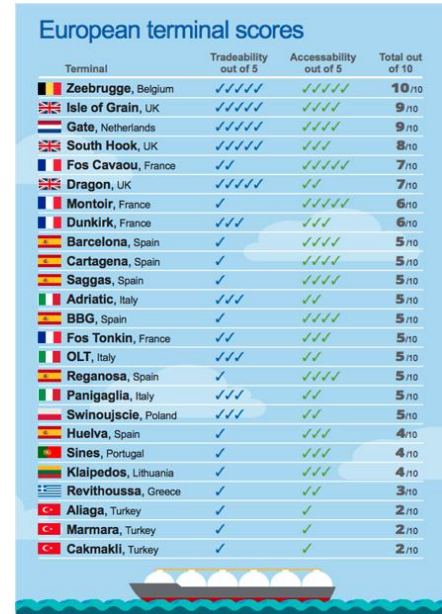 European terminal scores
Terminal Tradeability out of 5 Accessability out of 5 Total out of 10
Zeebrugge, Belgium ✓✓✓✓✓ ✓✓✓✓✓ 10/10
Isle of Grain, UK ✓✓✓✓✓ ✓✓✓✓ 9/10
Gate, Netherlands ✓✓✓✓✓ ✓✓✓✓ 9/10
South Hook, UK ✓✓✓✓✓ ✓✓✓ 8/10
Fos Cavaou, France ✓✓ ✓✓✓✓✓ 7/10
Dragon, UK ✓✓✓✓✓ ✓✓ 7/10
Montoir, France ✓ ✓✓✓✓✓ 6/10
Dunkirk, France ✓✓✓ ✓✓✓ 6/10
Barcelona, Spain ✓ ✓✓✓✓ 5/10
Cartagena, Spain ✓ ✓✓✓✓ 5/10
Saggas, Spain ✓ ✓✓✓✓ 5/10
Adriatic, Italy ✓✓✓ ✓✓ 5/10
BBG, Spain ✓ ✓✓✓✓ 5/10
Fos Tonkin, France ✓✓ ✓✓✓ 5/10
OLT, Italy ✓✓✓ ✓✓ 5/10
Reganosa, Spain ✓ ✓✓✓✓ 5/10
Panigaglia, Italy ✓✓✓ ✓✓ 5/10
Swinoujscie, Poland ✓✓✓ ✓✓ 5/10
Huelva, Spain ✓ ✓✓✓ 4/10
Sines, Portugal ✓ ✓✓✓ 4/10
Klaipedos, Lithuania ✓ ✓✓✓ 4/10
Revithoussa, Greece ✓ ✓✓ 3/10
Aliaga, Turkey ✓ ✓ 2/10
Marmara, Turkey ✓ ✓ 2/10
Cakmakli, Turkey ✓ ✓ 2/10